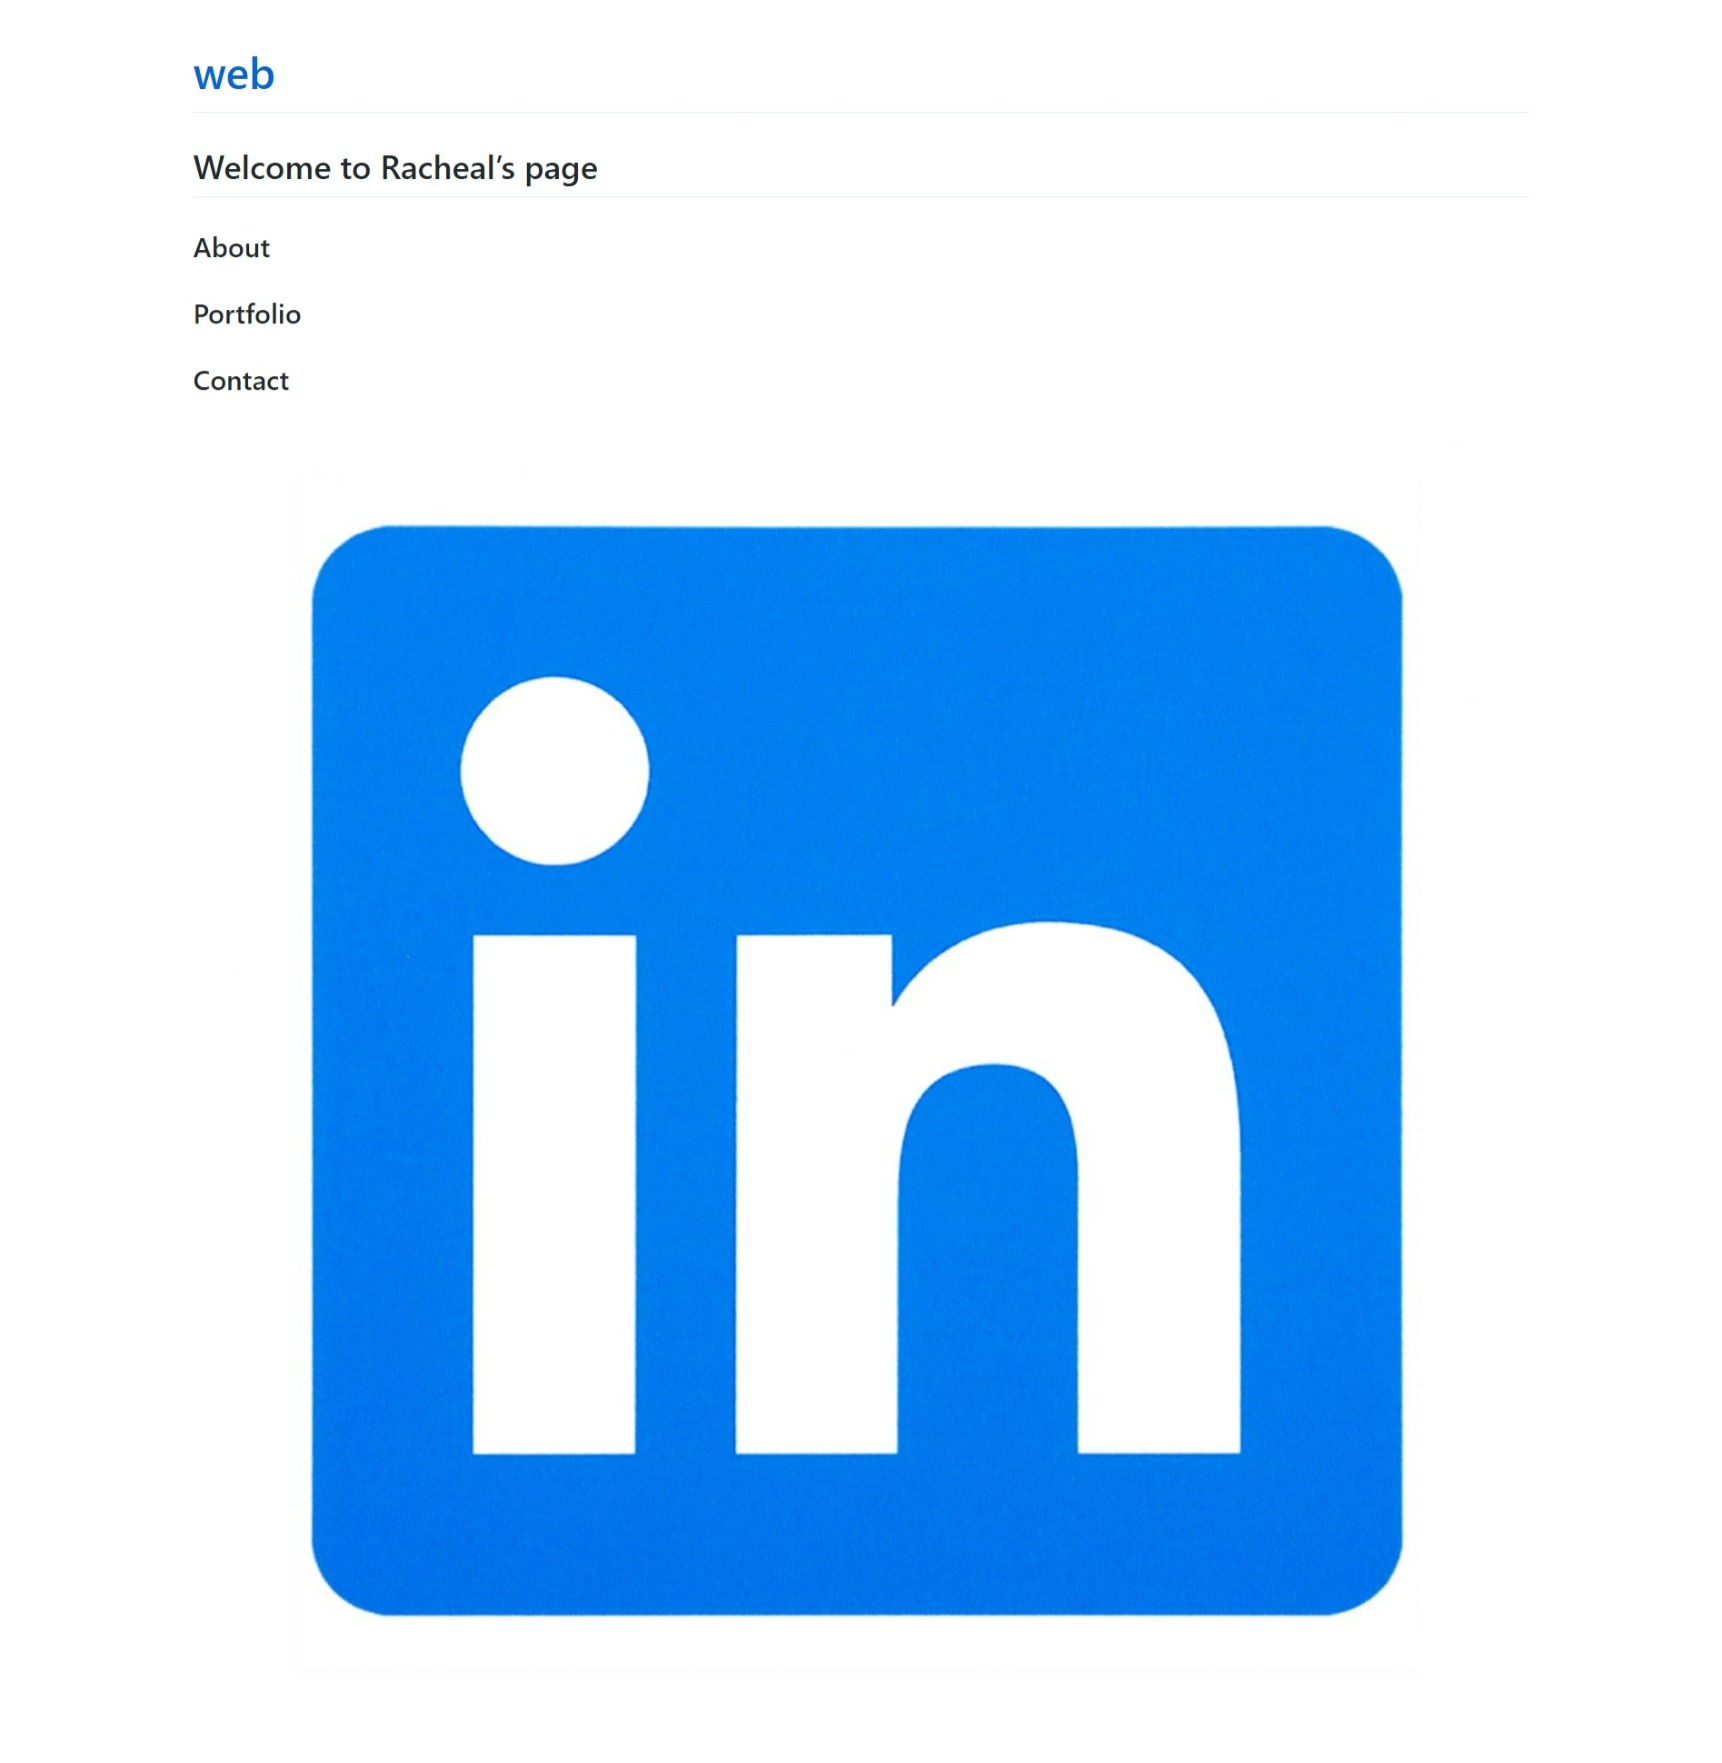 web
Welcome to Racheal’s page
About
Portfolio
Contact
in